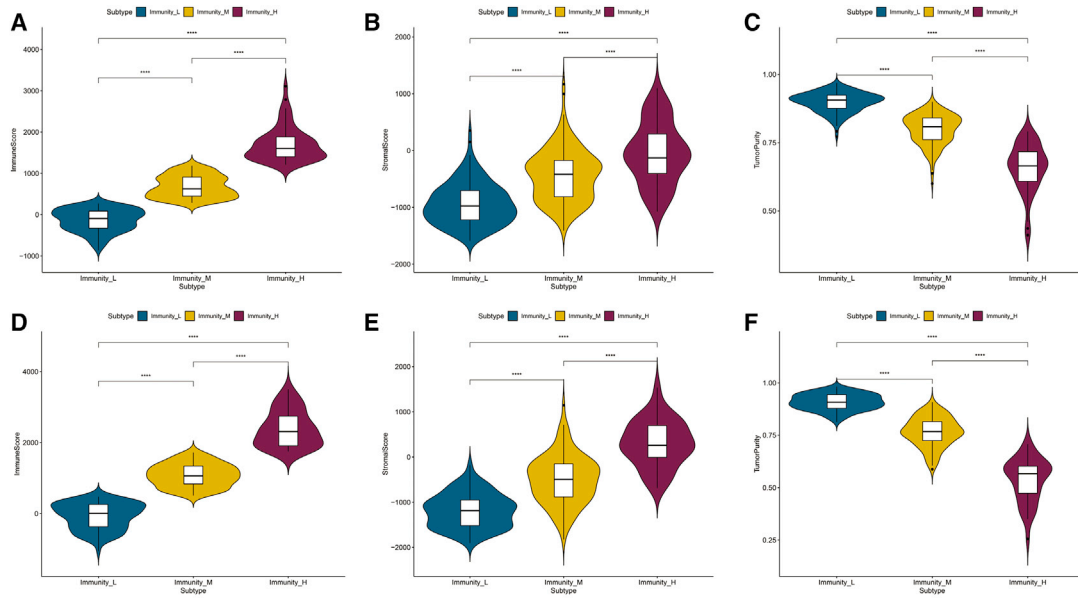 A
Subtype Immunity_L Immunity_M Immunity_H
ImmuneScore
4000
3000
2000
1000
0
−1000
****
****
****
Immunity_L Immunity_M Immunity_H
Subtype
B
Subtype Immunity_L Immunity_M Immunity_H
StromalScore
2000
1000
0
−1000
−2000
****
****
****
Immunity_L Immunity_M Immunity_H
Subtype
C
Subtype Immunity_L Immunity_M Immunity_H
TumorPurity
1.00
0.75
0.50
****
****
****
Immunity_L Immunity_M Immunity_H
Subtype
D
Subtype Immunity_L Immunity_M Immunity_H
ImmuneScore
4000
2000
0
****
****
****
Immunity_L Immunity_M Immunity_H
Subtype
E
Subtype Immunity_L Immunity_M Immunity_H
StromalScore
2000
1000
0
−1000
−2000
****
****
****
Immunity_L Immunity_M Immunity_H
Subtype
F
Subtype Immunity_L Immunity_M Immunity_H
TumorPurity
1.00
0.75
0.50
0.25
****
****
****
Immunity_L Immunity_M Immunity_H
Subtype